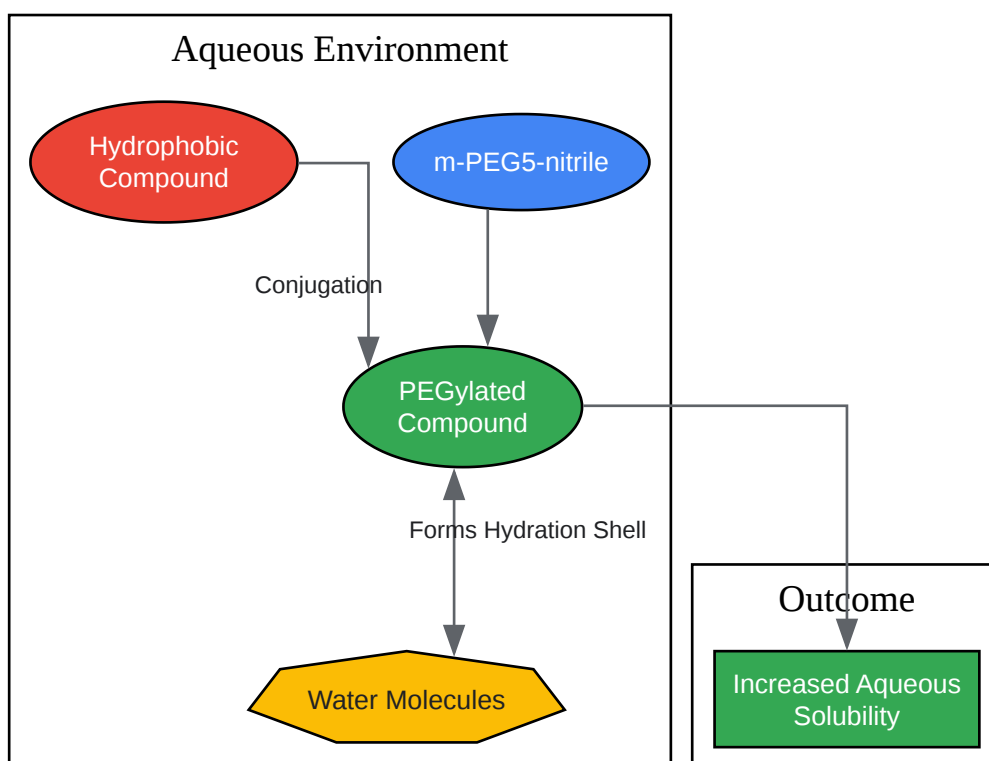 Aqueous Environment
Hydrophobic
Compound
m-PEG5-nitrile
Conjugation
PEGylated
Compound
Forms Hydration Shell
Water Molecules
Outcome
Increased Aqueous
Solubility